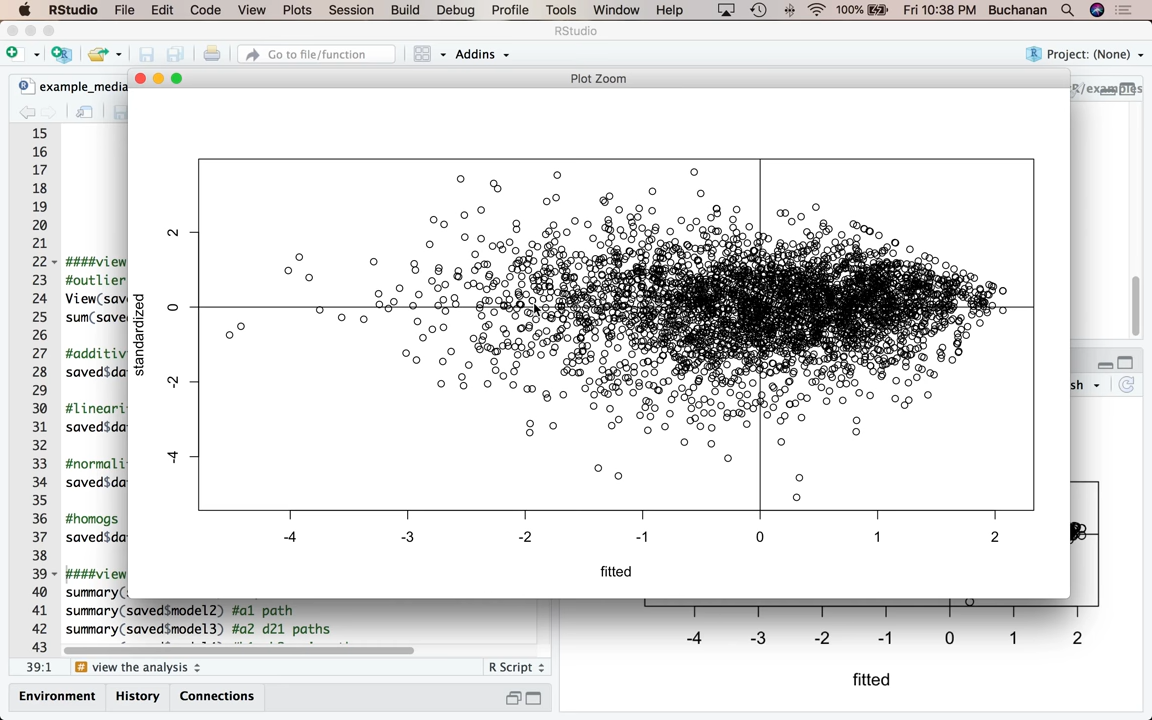 RStudio File Edit Code View Plots Session Build Debug Profile Tools Window Help 100% Fri 10:38 PM Buchanan
RStudio
Go to file/function Addins Project: (None)
example_media
Plot Zoom
R/examples
15
16
17
18
19
20
21
22 ####view
23 #outlier
24 View(sav
25 sum(save
26
27 #additiv
28 saved$da
29
30 #lineari
31 saved$da
32
33 #normali
34 saved$da
35
36 #homogs
37 saved$da
38
39 ####view
40 summary(s
41 summary(saved$model2) #a1 path
42 summary(saved$model3) #a2 d21 paths
43
39:1 view the analysis R Script
Environment History Connections
standardized
2
0
-2
-4
-4 -3 -2 -1 0 1 2
fitted
sh
-4 -3 -2 -1 0 1 2
fitted